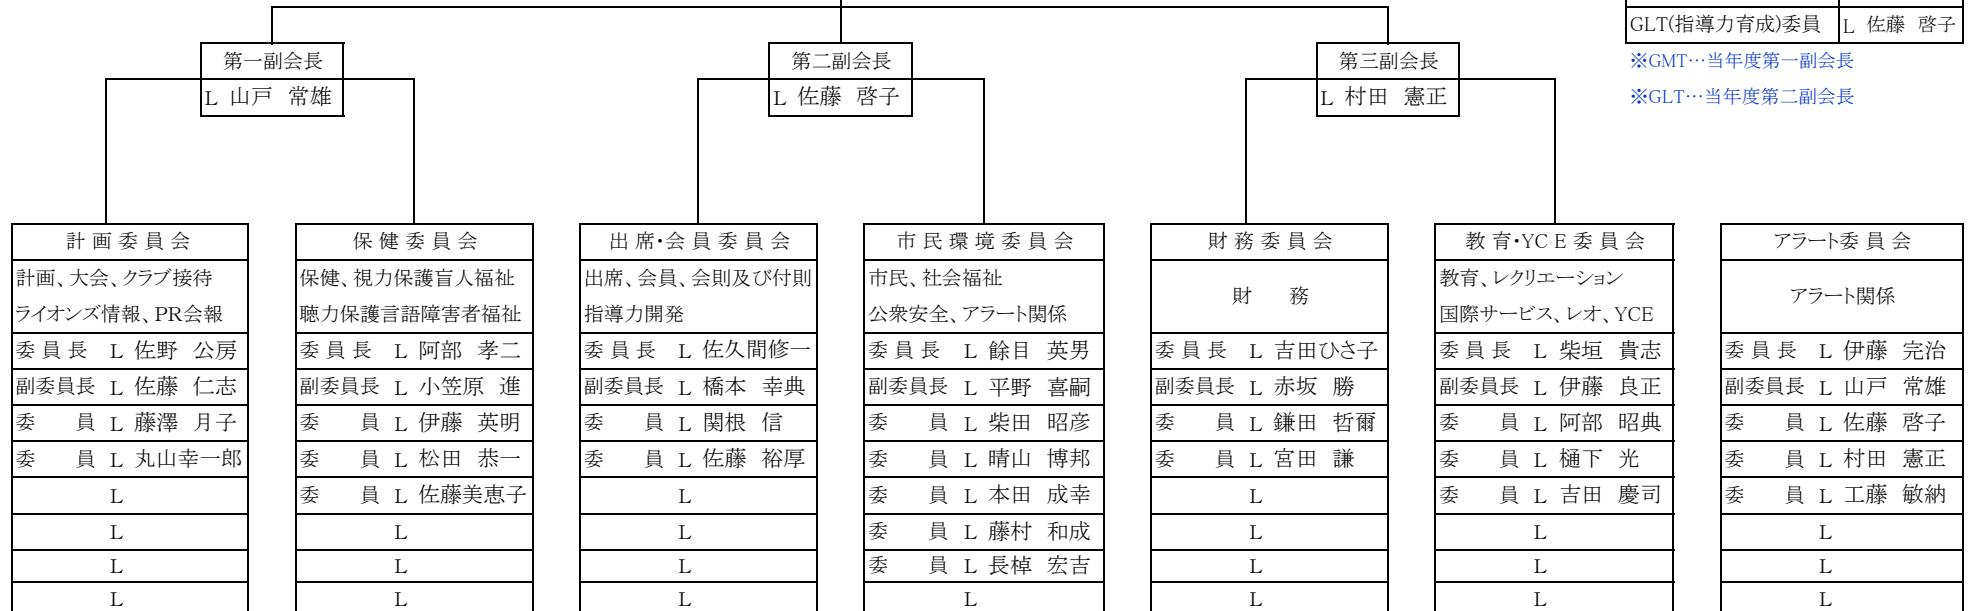 GLT(指導力育成)委員 L 佐藤 啓子
第一副会長
L 山戸 常雄
第二副会長
L 佐藤 啓子
第三副会長
L 村田 憲正
※GMT…当年度第一副会長
※GLT…当年度第二副会長
計画委員会
計画、大会、クラブ接待
ライオンズ情報、PR会報
委員長 L 佐野 公房
副委員長 L 佐藤 仁志
委 員 L 藤澤 月子
委 員 L 丸山幸一郎
L
L
L
L
保健委員会
保健、視力保護盲人福祉
聴力保護言語障害者福祉
委員長 L 阿部 孝二
副委員長 L 小笠原 進
委 員 L 伊藤 英明
委 員 L 松田 恭一
委 員 L 佐藤美恵子
L
L
L
出席・会員委員会
出席、会員、会則及び付則
指導力開発
委員長 L 佐久間修一
副委員長 L 橋本 幸典
委 員 L 関根 信
委 員 L 佐藤 裕厚
L
L
L
L
市民環境委員会
市民、社会福祉
公衆安全、アラート関係
委員長 L 餘目 英男
副委員長 L 平野 喜嗣
委 員 L 柴田 昭彦
委 員 L 晴山 博邦
委 員 L 本田 成幸
委 員 L 藤村 和成
委 員 L 長棹 宏吉
L
財務委員会
財 務
委員長 L 吉田ひさ子
副委員長 L 赤坂 勝
委 員 L 鎌田 哲爾
委 員 L 宮田 謙
L
L
L
L
教育・YCE委員会
教育、レクリエーション
国際サービス、レオ、YCE
委員長 L 柴垣 貴志
副委員長 L 伊藤 良正
委 員 L 阿部 昭典
委 員 L 樋下 光
委 員 L 吉田 慶司
L
L
L
アラート委員会
アラート関係
委員長 L 伊藤 完治
副委員長 L 山戸 常雄
委 員 L 佐藤 啓子
委 員 L 村田 憲正
委 員 L 工藤 敏納
L
L
L